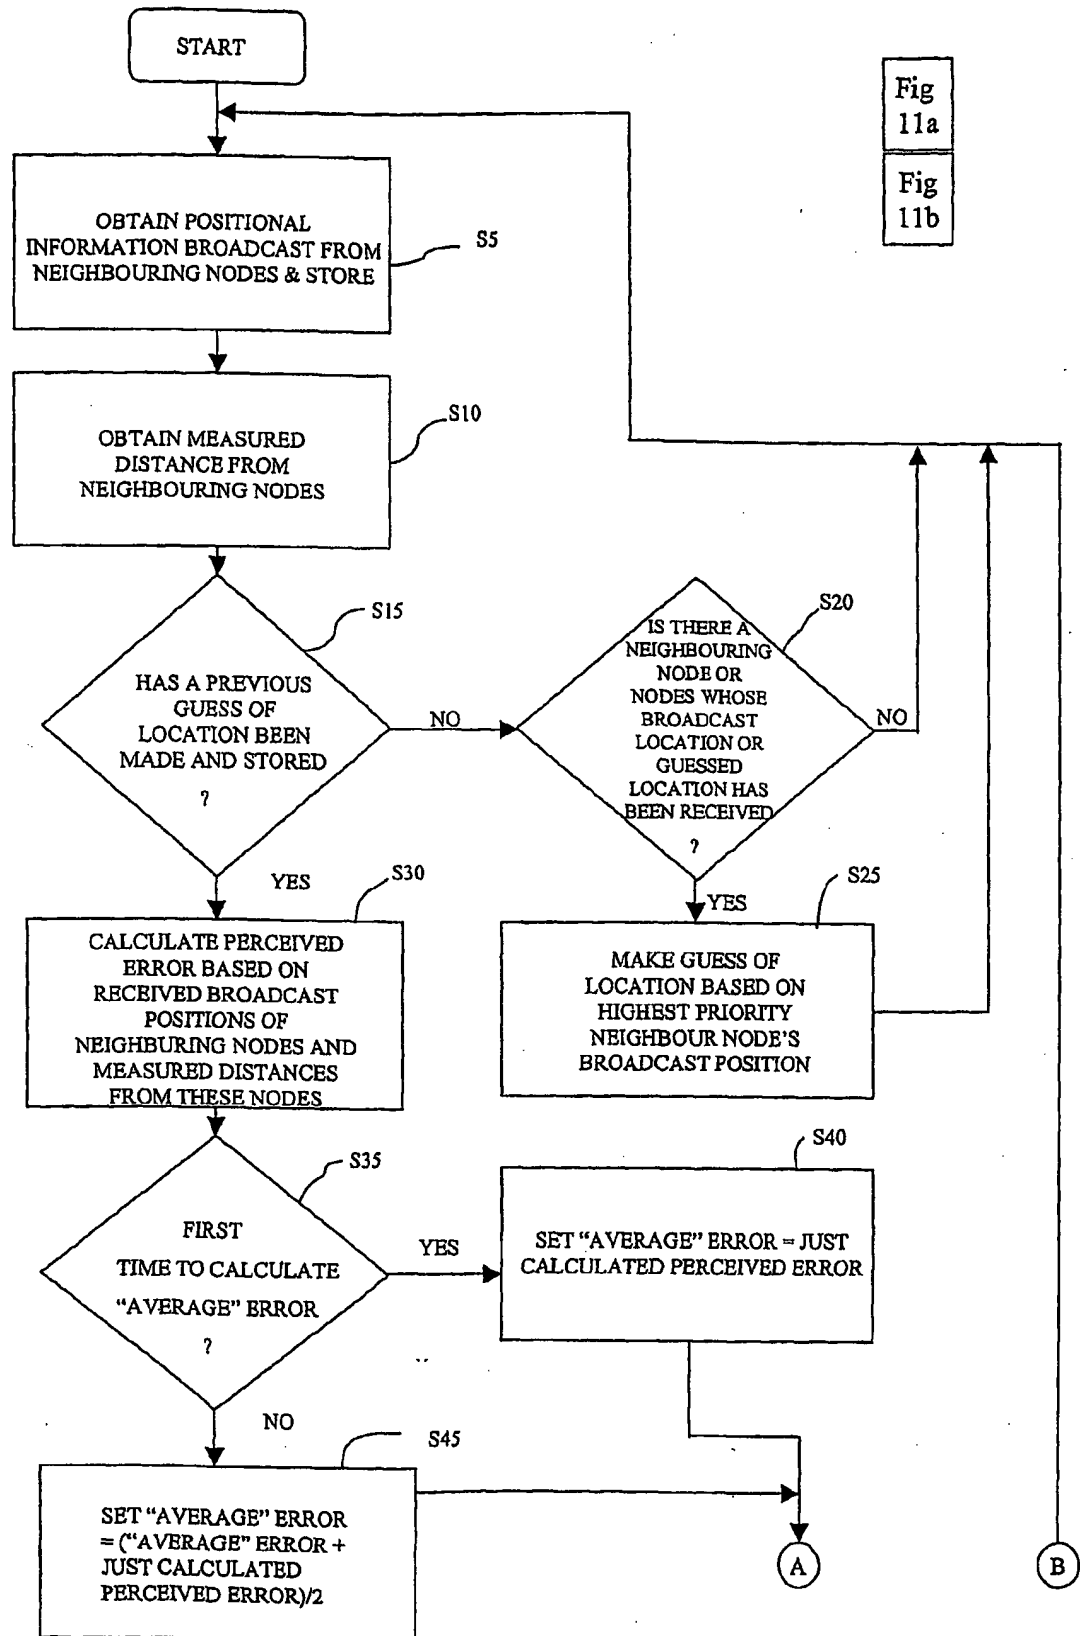 START
Fig
11a
Fig
11b
OBTAIN POSITIONAL
INFORMATION BROADCAST FROM
NEIGHBOURING NODES & STORE
S5
OBTAIN MEASURED
DISTANCE FROM
NEIGHBOURING NODES
S10
HAS A PREVIOUS
GUESS OF
LOCATION BEEN
MADE AND STORED
?
S15
NO
IS THERE A
NEIGHBOURING
NODE OR
NODES WHOSE
BROADCAST
LOCATION OR
GUESSED
LOCATION HAS
BEEN RECEIVED
?
S20
NO
YES
S30
YES
S25
CALCULATE PERCEIVED
ERROR BASED ON
RECEIVED BROADCAST
POSITIONS OF
NEIGHBURING NODES AND
MEASURED DISTANCES
FROM THESE NODES
MAKE GUESS OF
LOCATION BASED ON
HIGHEST PRIORITY
NEIGHBOUR NODE'S
BROADCAST POSITION
S35
FIRST
TIME TO CALCULATE
"AVERAGE" ERROR
?
YES
S40
SET "AVERAGE" ERROR = JUST
CALCULATED PERCEIVED ERROR
NO
S45
SET "AVERAGE" ERROR
= ("AVERAGE" ERROR +
JUST CALCULATED
PERCEIVED ERROR)/2
A
B